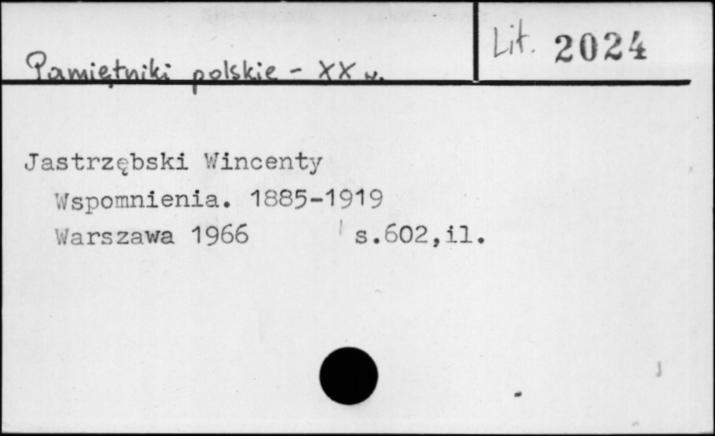 Pamiętniki polskie - XX w.
Lit. 2024
Jastrzębski Wincenty
Wspomnienia. 1885-1919
Warszawa 1966 s.602,il.